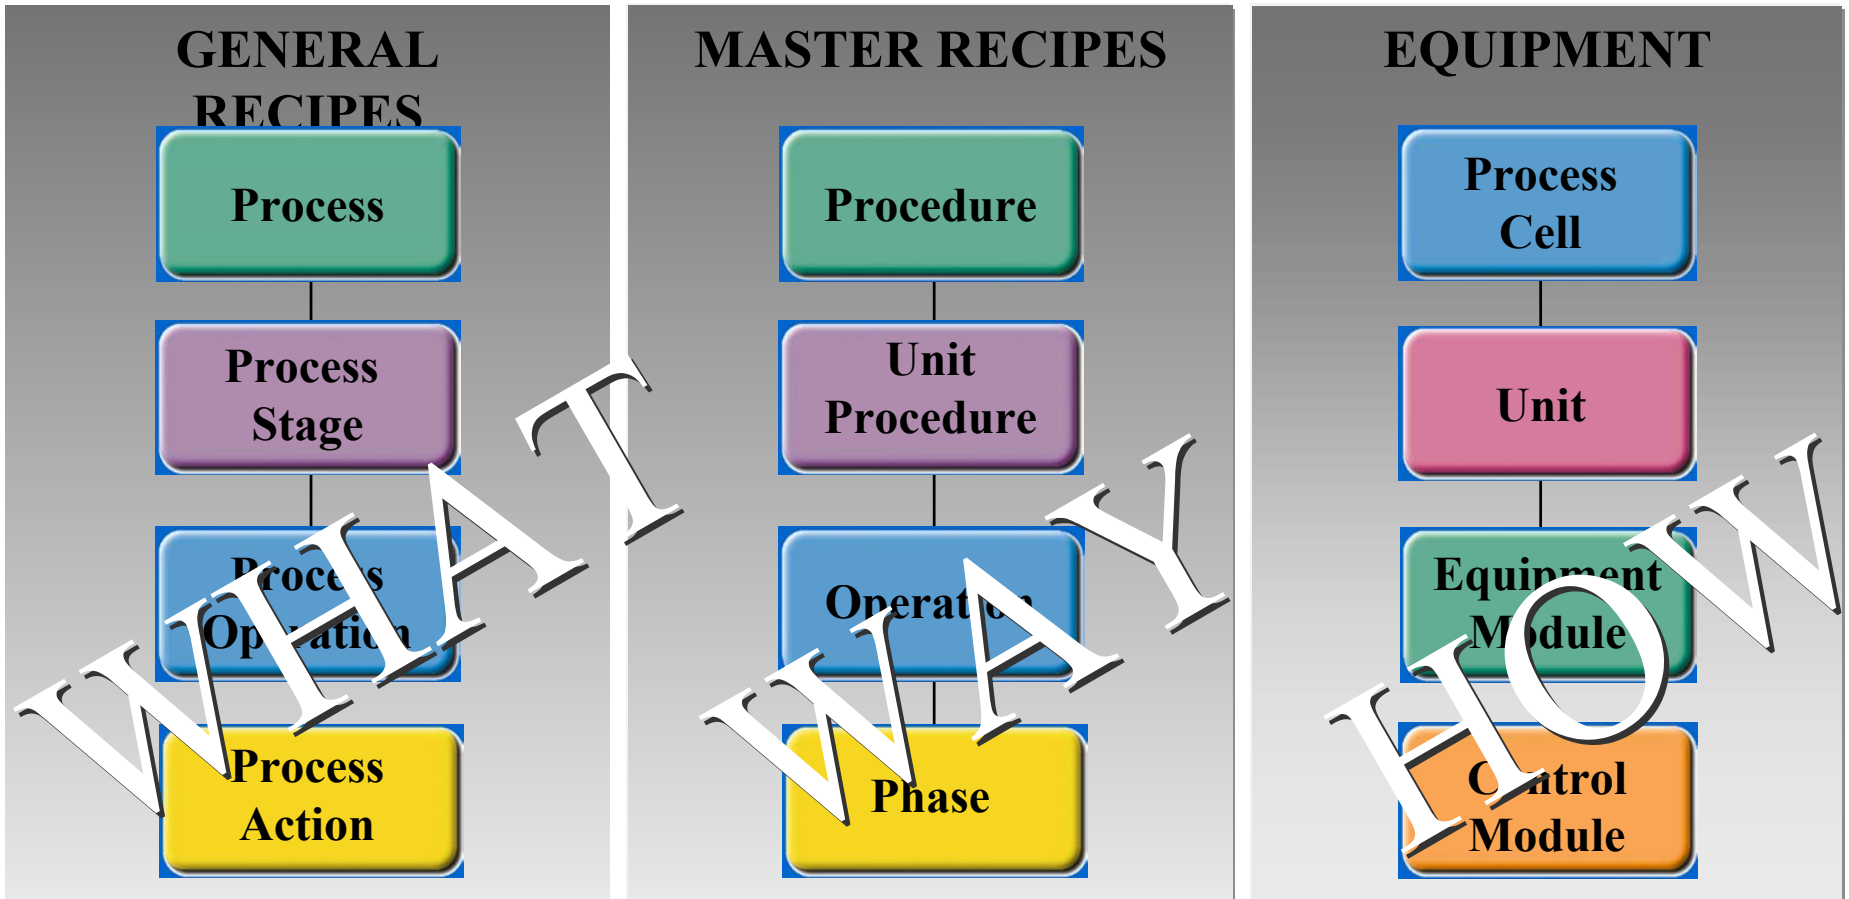 GENERAL
RECIPES
Process
Process
Stage
Process
Operation
Process
Action
WHAT
MASTER RECIPES
Procedure
Unit
Procedure
Operation
Phase
WAY
EQUIPMENT
Process
Cell
Unit
Equipment
Module
Control
Module
HOW